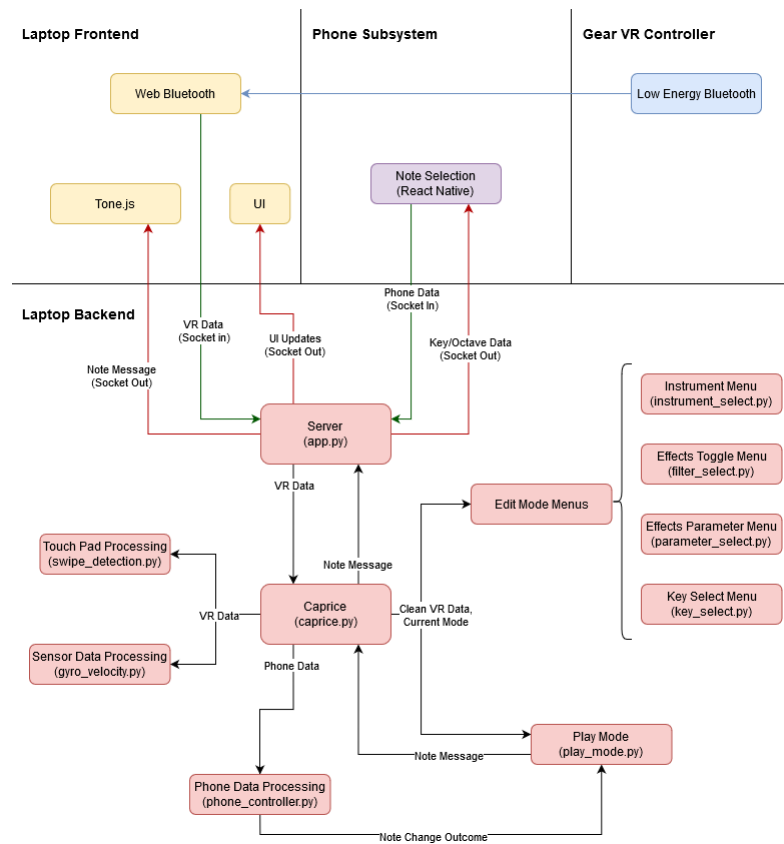 Laptop Frontend
Phone Subsystem
Gear VR Controller
Web Bluetooth
Low Energy Bluetooth
Tone.js
UI
Note Selection
(React Native)
Laptop Backend
Phone Data
(Socket In)
VR Data
(Socket in)
UI Updates
(Socket Out)
Key/Octave Data
(Socket Out)
Note Message
(Socket Out)
Server
(app.py)
Instrument Menu
(instrument_select.py)
Effects Toggle Menu
(filter_select.py)
VR Data
Edit Mode Menus
Effects Parameter Menu
(parameter_select.py)
Touch Pad Processing
(swipe_detection.py)
Note Message
Key Select Menu
(key_select.py)
VR Data
Caprice
(caprice.py)
Clean VR Data,
Current Mode
Sensor Data Processing
(gyro_velocity.py)
Phone Data
Play Mode
(play_mode.py)
Note Message
Phone Data Processing
(phone_controller.py)
Note Change Outcome